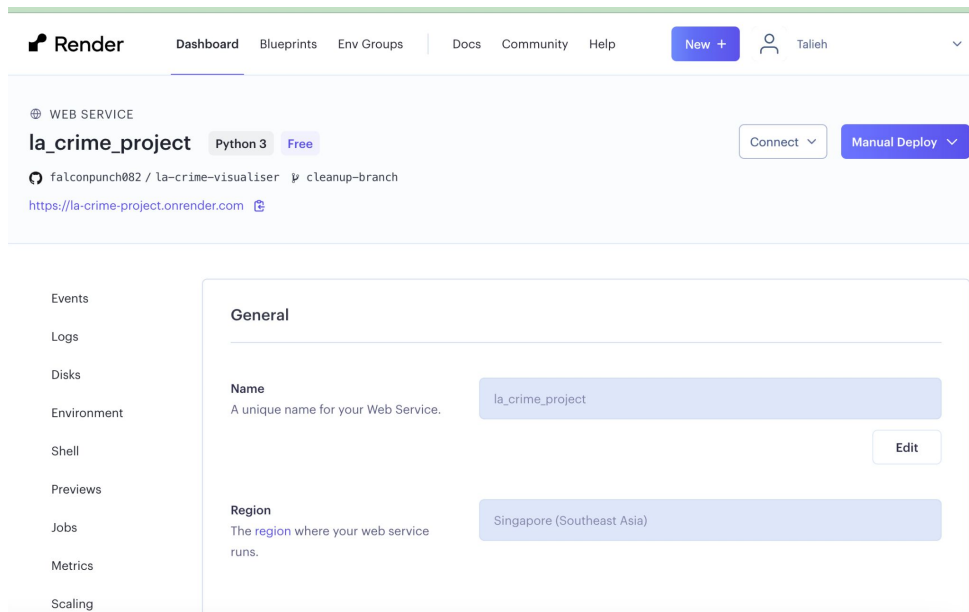 Render Dashboard Blueprints Env Groups Docs Community Help New + Talieh
WEB SERVICE
la_crime_project Python 3 Free
Connect Manual Deploy
falconpunch082 / la-crime-visualiser cleanup-branch
https://la-crime-project.onrender.com
Events
General
Logs
Disks
Name
A unique name for your Web Service.
la_crime_project
Environment
Edit
Shell
Previews
Region
The region where your web service
runs.
Singapore (Southeast Asia)
Jobs
Metrics
Scaling